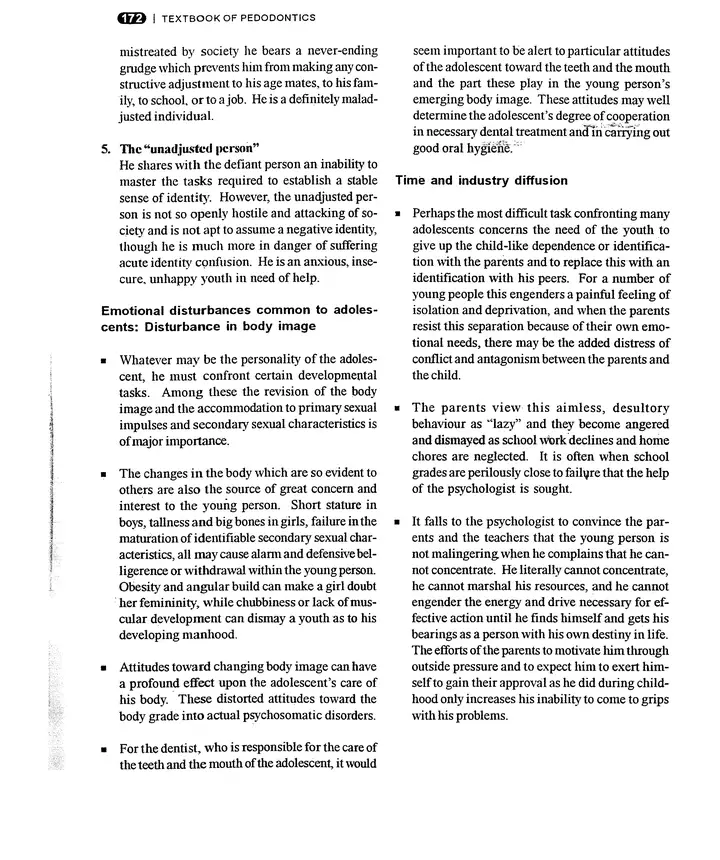 172 | TEXTBOOK OF PEDODONTICS
mistreated by society he bears a never-ending
grudge which prevents him from making any con-
structive adjustment to his age mates, to his fam-
ily, to school, or to a job. He is a definitely malad-
justed individual.
5. The “unadjusted person”
He shares with the defiant person an inability to
master the tasks required to establish a stable
sense of identity. However, the unadjusted per-
son is not so openly hostile and attacking of so-
ciety and is not apt to assume a negative identity,
though he is much more in danger of suffering
acute identity confusion. He is an anxious, inse-
cure, unhappy youth in need of help.
Emotional disturbances common to adoles-
cents: Disturbance in body image
▪ Whatever may be the personality of the adoles-
cent, he must confront certain developmental
tasks. Among these the revision of the body
image and the accommodation to primary sexual
impulses and secondary sexual characteristics is
of major importance.
▪ The changes in the body which are so evident to
others are also the source of great concern and
interest to the young person. Short stature in
boys, tallness and big bones in girls, failure in the
maturation of identifiable secondary sexual char-
acteristics, all may cause alarm and defensive bel-
ligerence or withdrawal within the young person.
Obesity and angular build can make a girl doubt
her femininity, while chubbiness or lack of mus-
cular development can dismay a youth as to his
developing manhood.
▪ Attitudes toward changing body image can have
a profound effect upon the adolescent’s care of
his body. These distorted attitudes toward the
body grade into actual psychosomatic disorders.
▪ For the dentist, who is responsible for the care of
the teeth and the mouth of the adolescent, it would
seem important to be alert to particular attitudes
of the adolescent toward the teeth and the mouth
and the part these play in the young person’s
emerging body image. These attitudes may well
determine the adolescent’s degree of cooperation
in necessary dental treatment and in carrying out
good oral hygiene.
Time and industry diffusion
▪ Perhaps the most difficult task confronting many
adolescents concerns the need of the youth to
give up the child-like dependence or identifica-
tion with the parents and to replace this with an
identification with his peers. For a number of
young people this engenders a painful feeling of
isolation and deprivation, and when the parents
resist this separation because of their own emo-
tional needs, there may be the added distress of
conflict and antagonism between the parents and
the child.
▪ The parents view this aimless, desultory
behaviour as “lazy” and they become angered
and dismayed as school work declines and home
chores are neglected. It is often when school
grades are perilously close to failure that the help
of the psychologist is sought.
▪ It falls to the psychologist to convince the par-
ents and the teachers that the young person is
not malingering when he complains that he can-
not concentrate. He literally cannot concentrate,
he cannot marshal his resources, and he cannot
engender the energy and drive necessary for ef-
fective action until he finds himself and gets his
bearings as a person with his own destiny in life.
The efforts of the parents to motivate him through
outside pressure and to expect him to exert him-
self to gain their approval as he did during child-
hood only increases his inability to come to grips
with his problems.